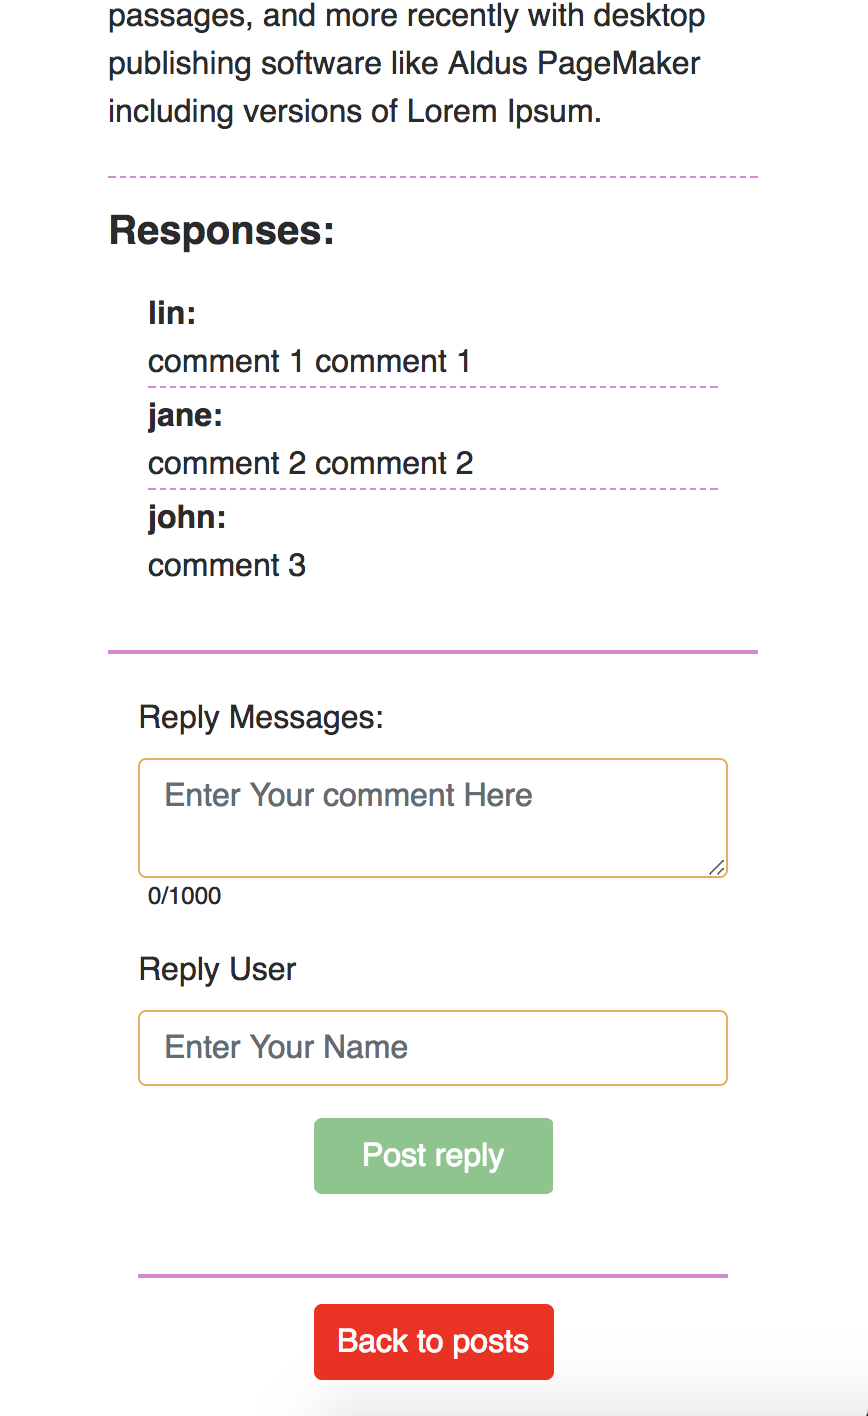 passages, and more recently with desktop
publishing software like Aldus PageMaker
including versions of Lorem Ipsum.
Responses:
lin:
comment 1 comment 1
jane:
comment 2 comment 2
john:
comment 3
Reply Messages:
Enter Your comment Here
0/1000
Reply User
Enter Your Name
Post reply
Back to posts